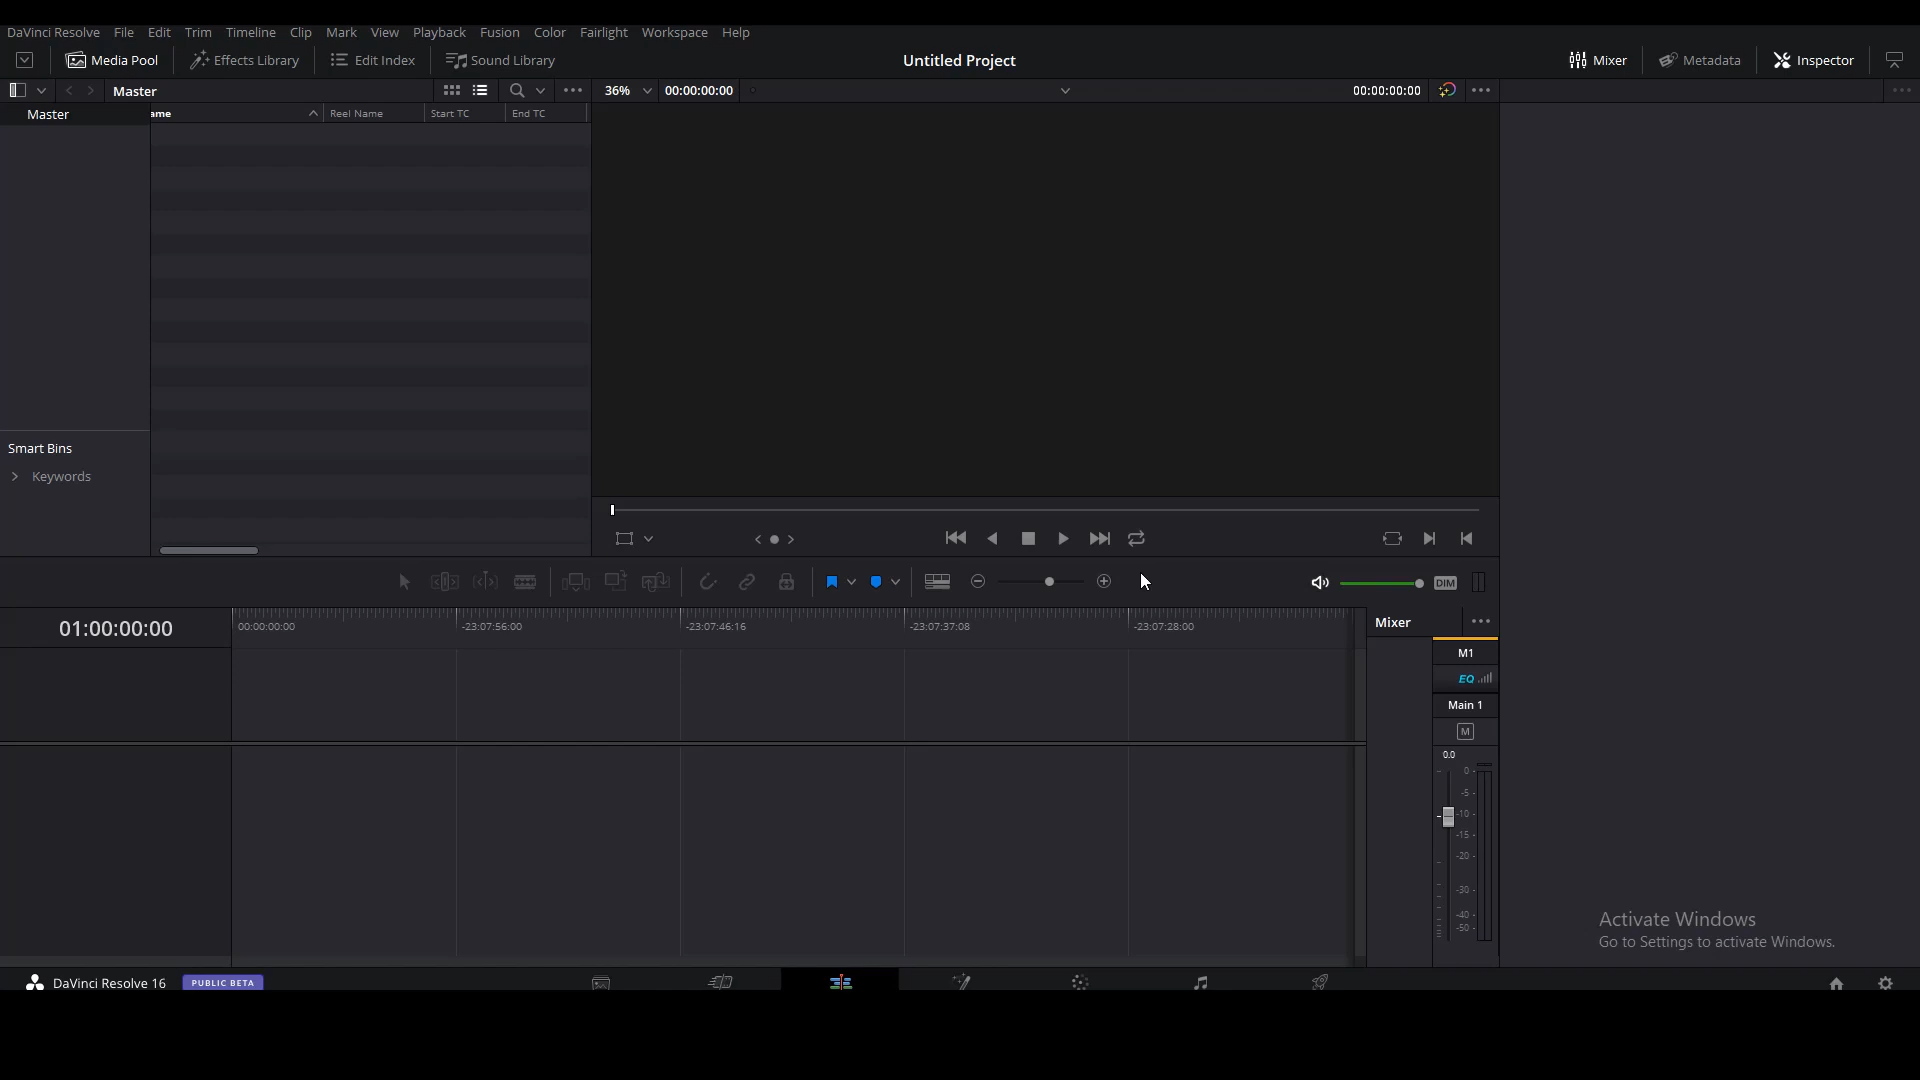 DaVinci Resolve File Edit Trim Timeline Clip Mark View Playback Fusion Color Fairlight Workspace Help
Media Pool Effects Library Edit Index Sound Library Untitled Project Mixer Metadata Inspector
Master 36% 00:00:00:00 00:00:00:00
Master ame Reel Name Start TC End TC
Smart Bins
Keywords
DIM
01:00:00:00 00:00:00:00 -23:07:56:00 -23:07:46:16 -23:07:37:08 -23:07:28:00 Mixer
M1
EQ
Main 1
M
0.0
0
-5
-10
-15
-20
-30
-40
-50
Activate Windows
Go to Settings to activate Windows.
DaVinci Resolve 16 PUBLIC BETA